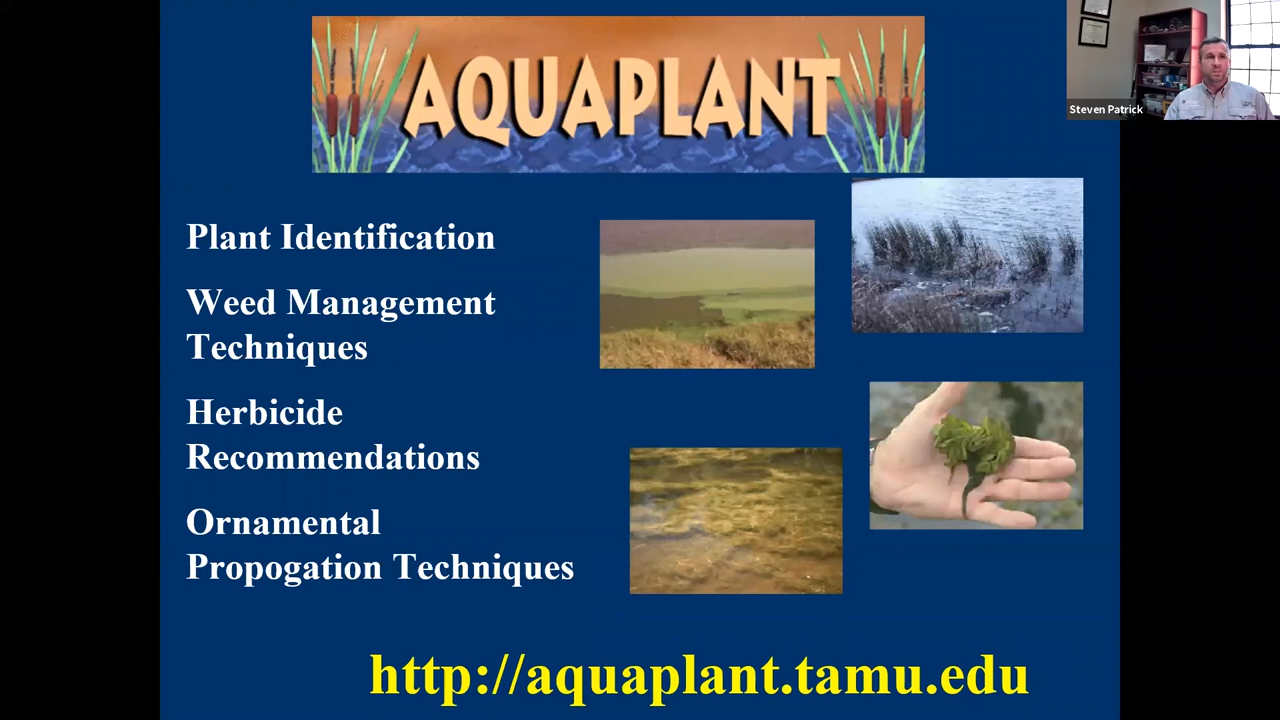 AQUAPLANT
Steven Patrick
Plant Identification
Weed Management
Techniques
Herbicide
Recommendations
Ornamental
Propogation Techniques
http://aquaplant.tamu.edu